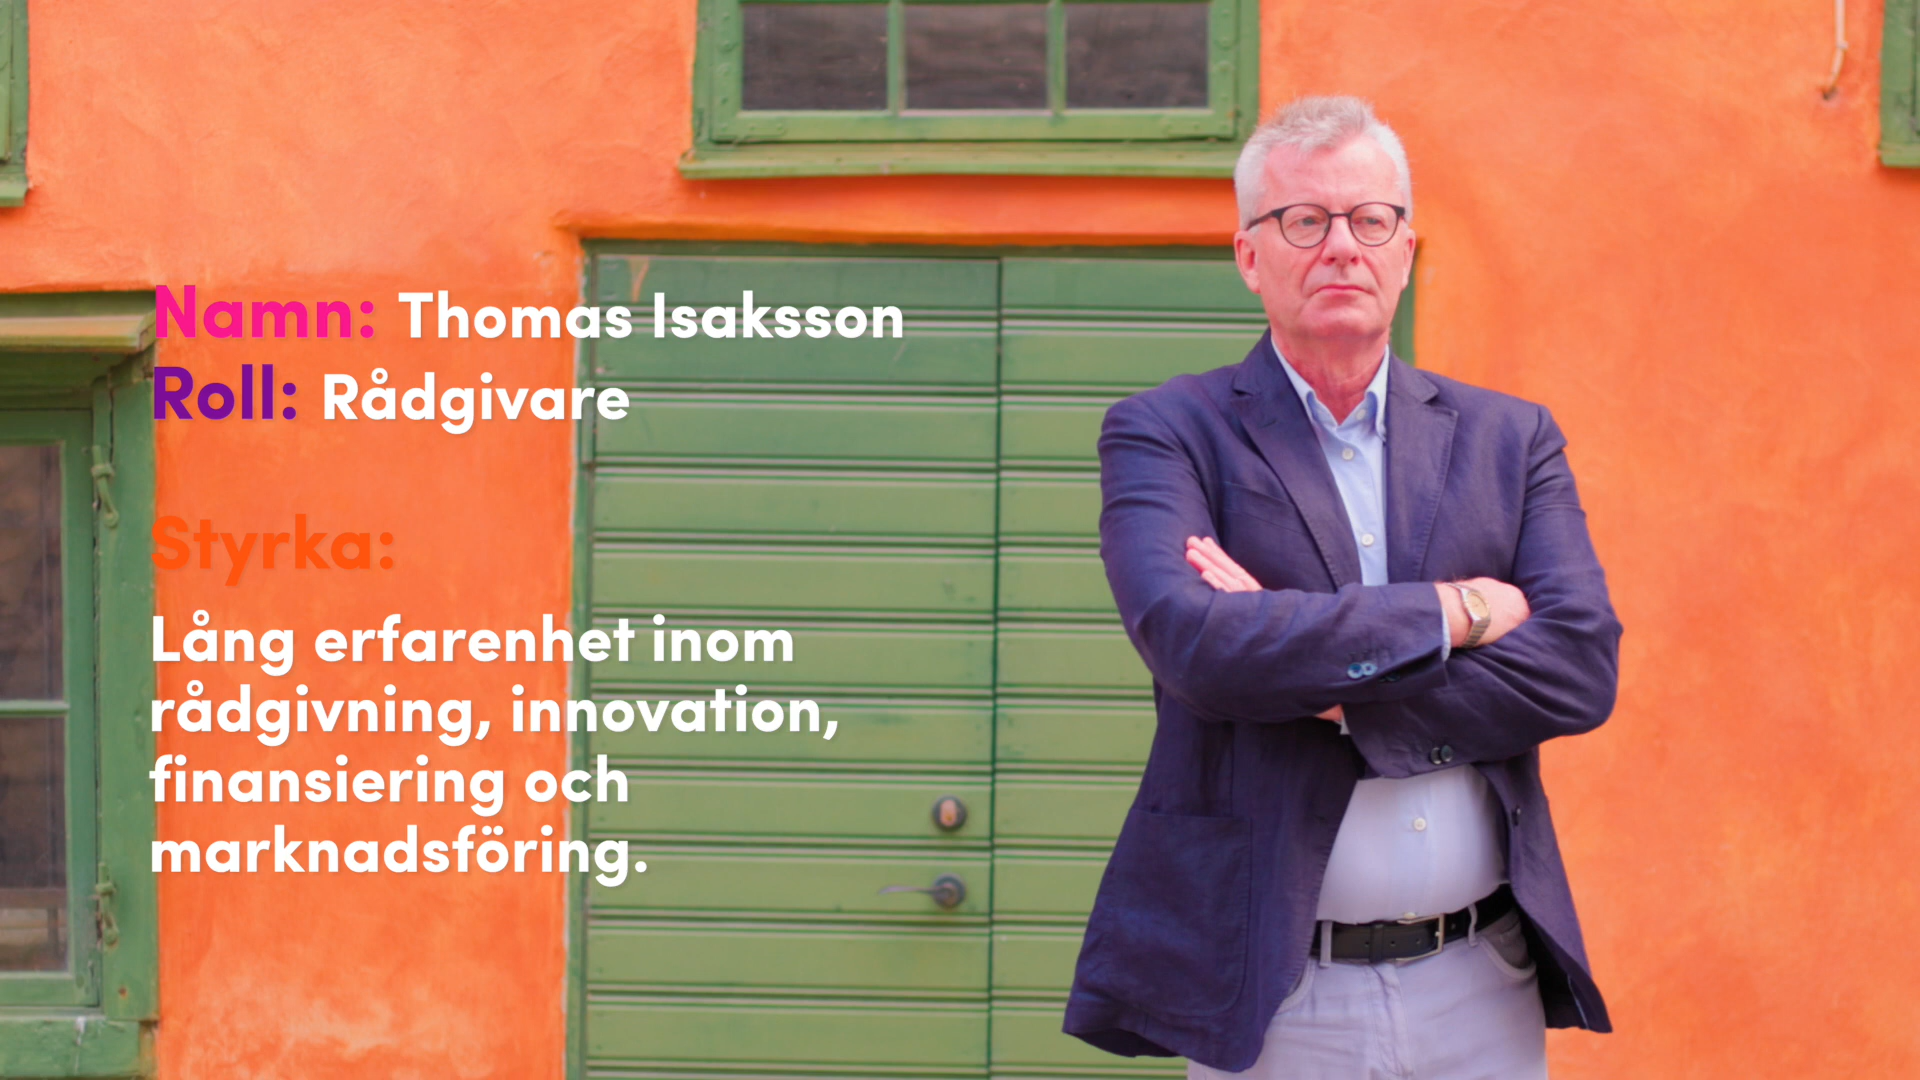 Namn: Thomas Isaksson
Roll: Rådgivare
Styrka:
Lång erfarenhet inom
rådgivning, innovation,
finansiering och
marknadsföring.